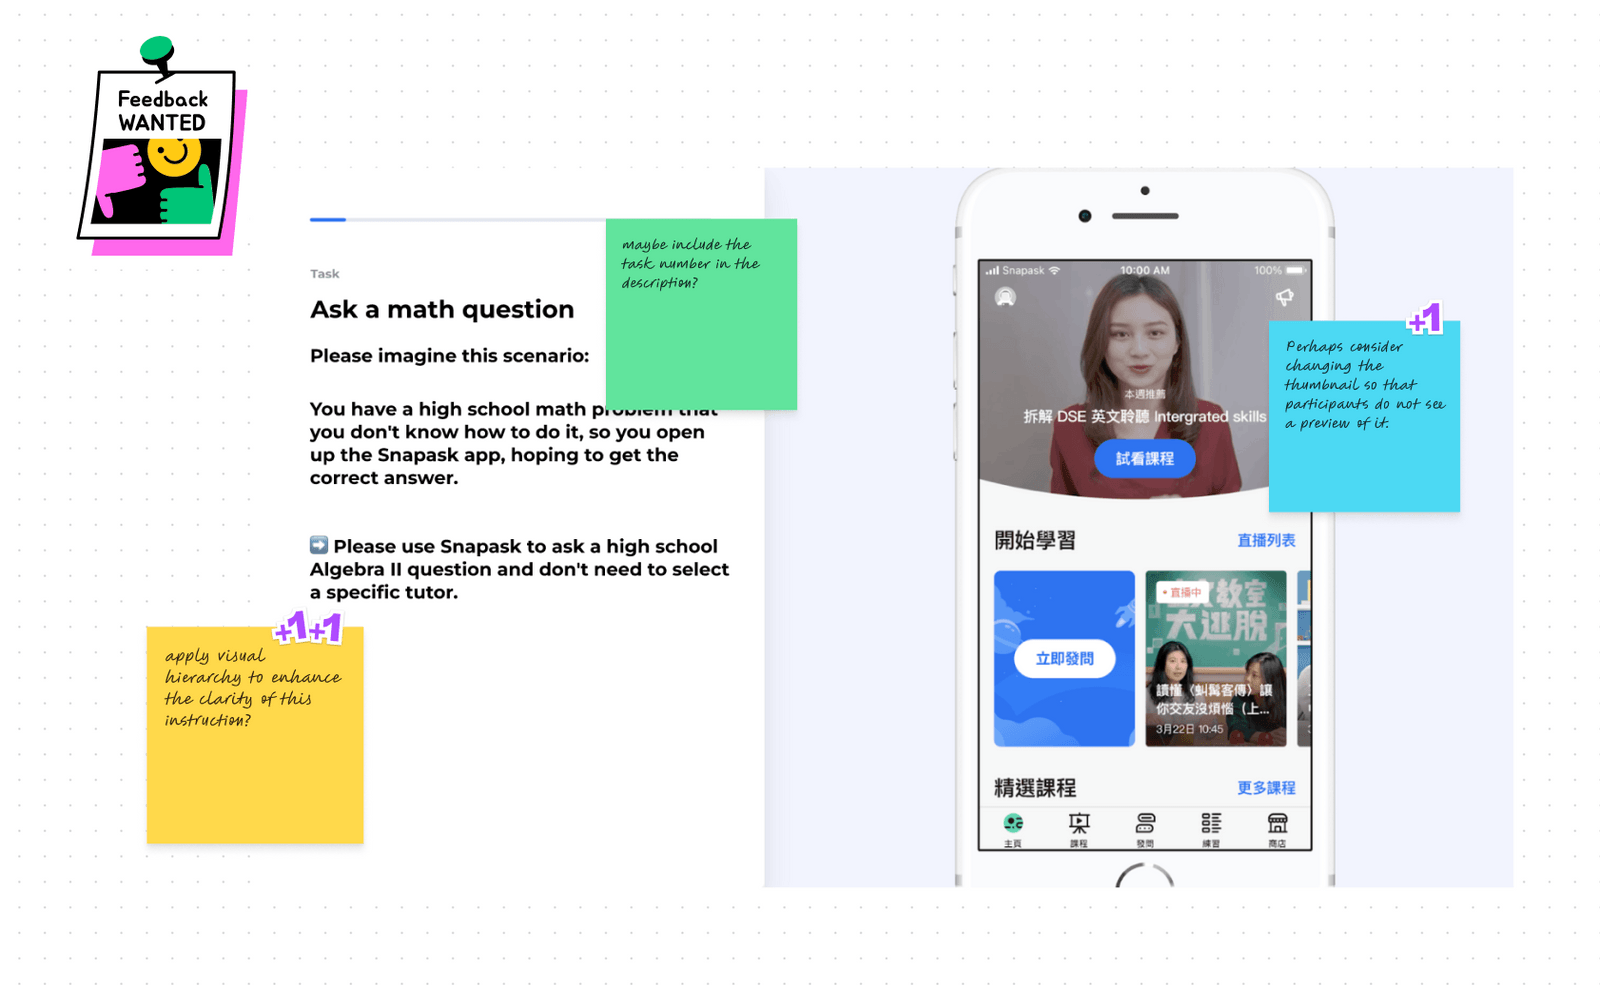 Feedback
WANTED
Task
Ask a math question
Please imagine this scenario:
You have a high school math problem that
you don't know how to do it, so you open
up the Snapask app, hoping to get the
correct answer.
➡️ Please use Snapask to ask a high school
Algebra II question and don't need to select
a specific tutor.
maybe include the
task number in the
description?
+1+1
apply visual
hierarchy to enhance
the clarity of this
instruction?
Snapask
10:00 AM
100%
本週推薦
拆解 DSE 英文聆聽 Intergrated skills
試看課程
+1
Perhaps consider
changing the
thumbnail so that
participants do not see
a preview of it.
開始學習
直播列表
立即發問
直播中
教室
大逃脫
讀懂〈虯髯客傳〉讓
你交友沒煩惱（上...
3月22日 10:45
精選課程
更多課程
主頁
課程
發問
練習
商店